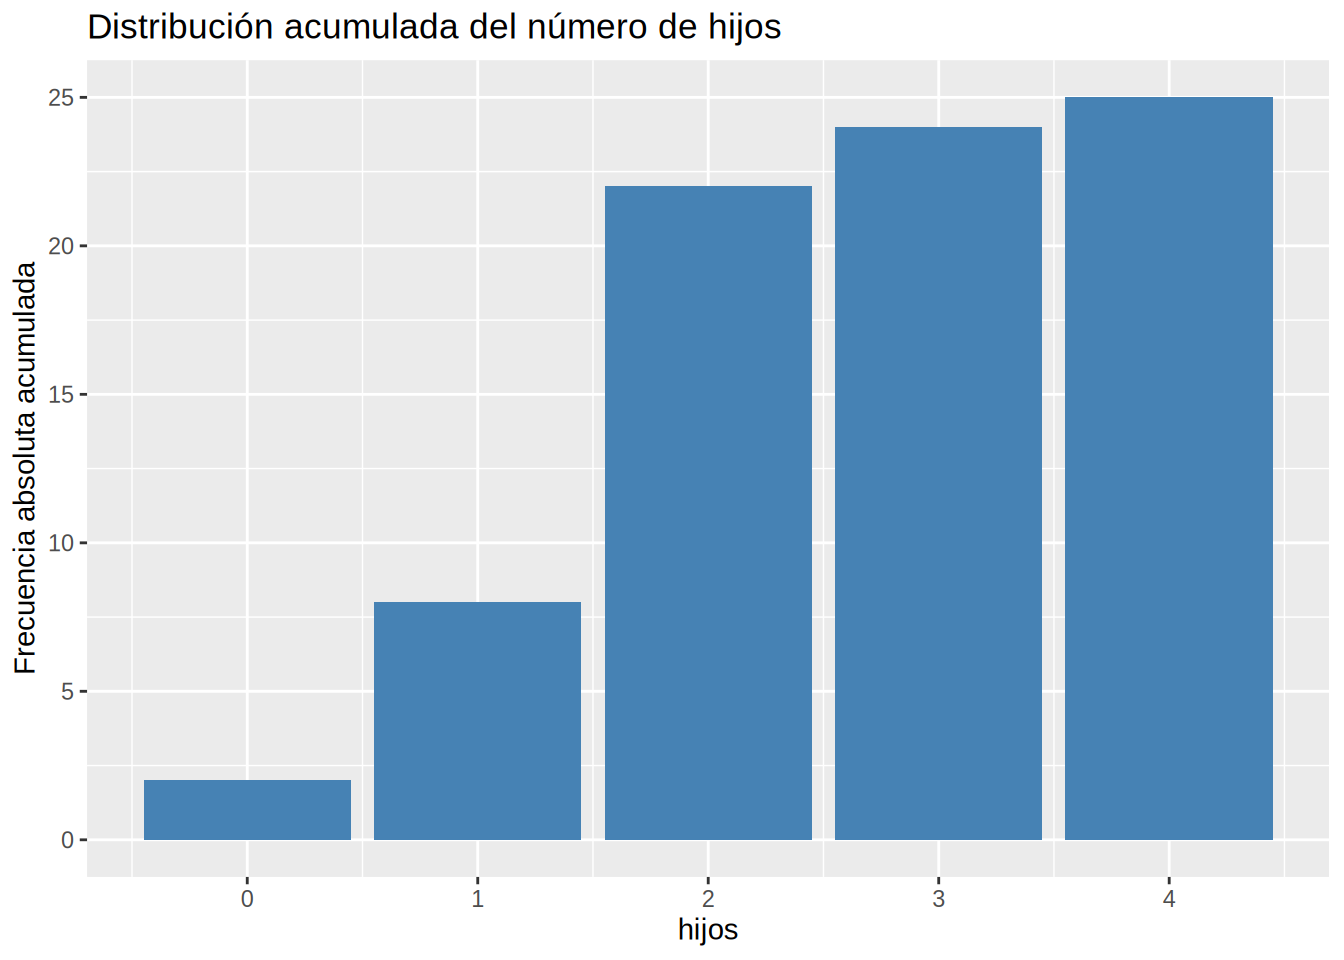 Distribución acumulada del número de hijos
Frecuencia absoluta acumulada
25
20
15
10
5
0
0 1 2 3 4
hijos